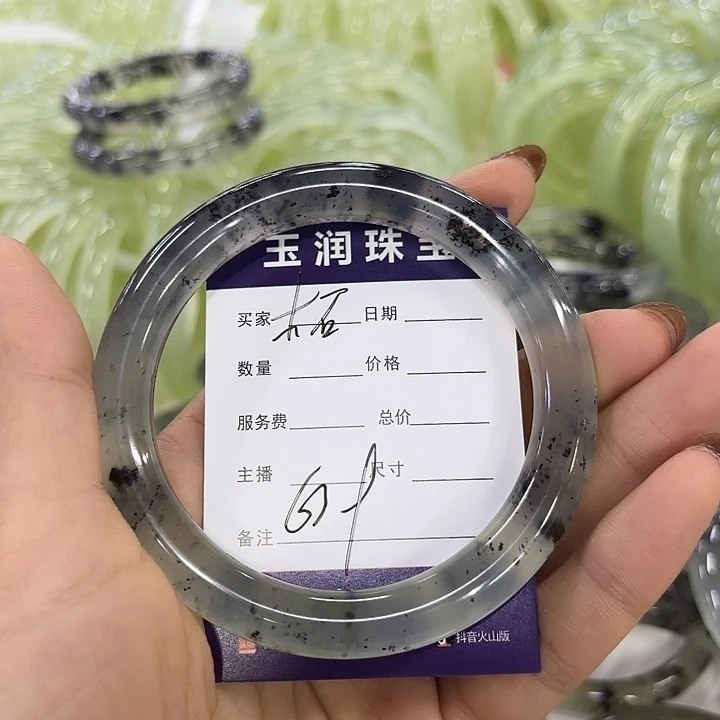 玉润珠宝
买家 日期
数量 价格
服务费 总价
主播 尺寸
备注
抖音火山版